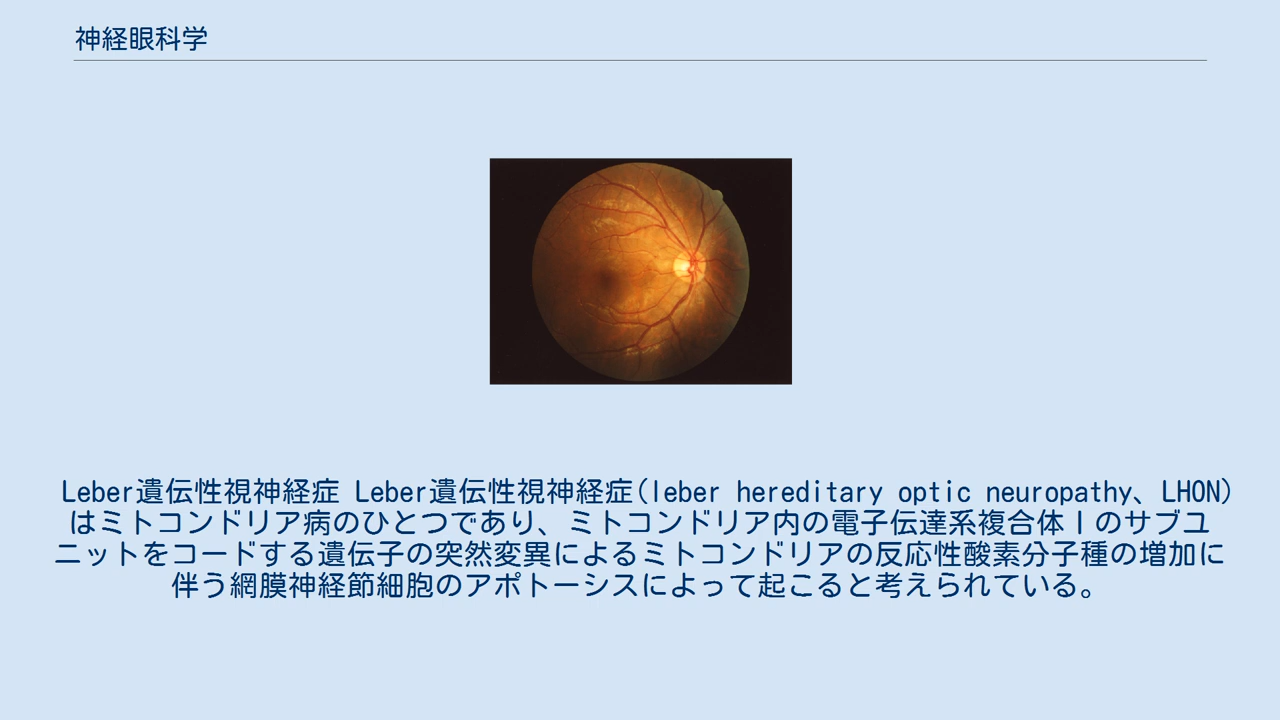 神経眼科学
Leber遺伝性視神経症 Leber遺伝性視神経症(leber hereditary optic neuropathy、LHON)
はミトコンドリア病のひとつであり、ミトコンドリア内の電子伝達系複合体Ⅰのサブユ
ニットをコードする遺伝子の突然変異によるミトコンドリアの反応性酸素分子種の増加に
伴う網膜神経節細胞のアポトーシスによって起こると考えられている。